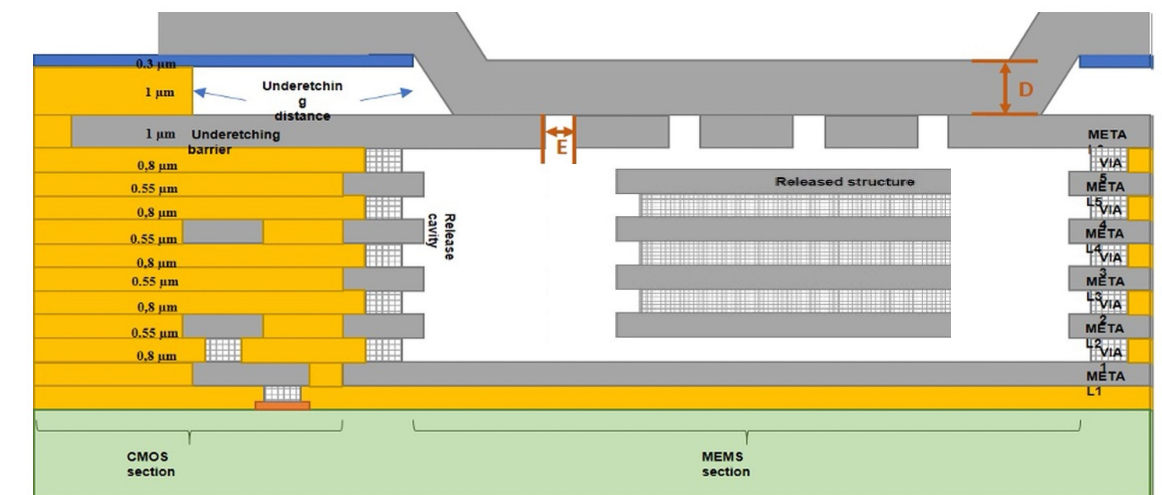 0.3 µm
1 µm
Underetchin
g
distance
D
1 µm
Underetching
barrier
E
META
L6
0,8 µm
VIA
5
0.55 µm
Released structure
META
L5
0,8 µm
VIA
4
0.55 µm
Release
cavity
META
L4
0,8 µm
VIA
3
0.55 µm
META
L3
0,8 µm
VIA
2
0.55 µm
META
L2
0,8 µm
VIA
1
META
L1
CMOS
section
MEMS
section